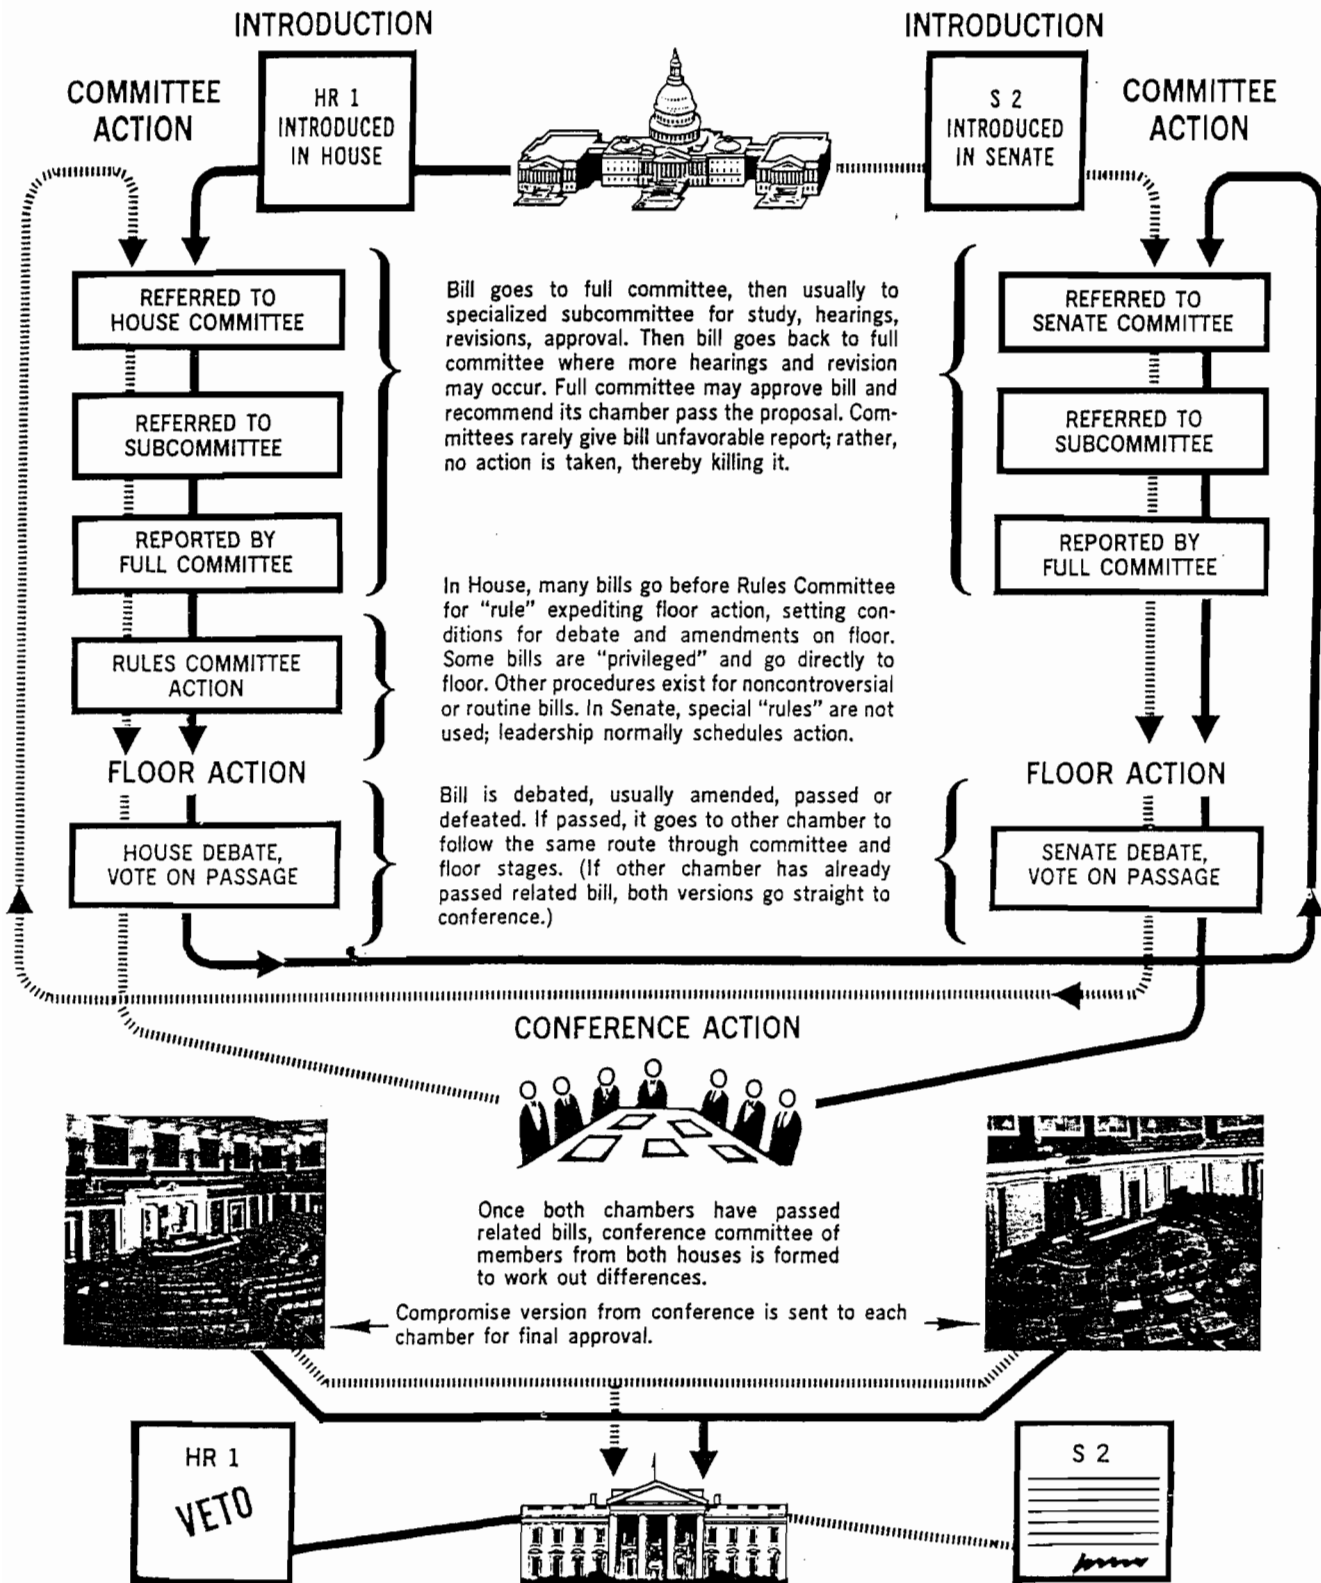 INTRODUCTION
INTRODUCTION
COMMITTEE
ACTION
HR 1
INTRODUCED
IN HOUSE
S 2
INTRODUCED
IN SENATE
COMMITTEE
ACTION
REFERRED TO
HOUSE COMMITTEE
REFERRED TO
SUBCOMMITTEE
REPORTED BY
FULL COMMITTEE
Bill goes to full committee, then usually to
specialized subcommittee for study, hearings,
revisions, approval. Then bill goes back to full
committee where more hearings and revision
may occur. Full committee may approve bill and
recommend its chamber pass the proposal. Com-
mittees rarely give bill unfavorable report; rather,
no action is taken, thereby killing it.
REFERRED TO
SENATE COMMITTEE
REFERRED TO
SUBCOMMITTEE
REPORTED BY
FULL COMMITTEE
RULES COMMITTEE
ACTION
In House, many bills go before Rules Committee
for "rule" expediting floor action, setting con-
ditions for debate and amendments on floor.
Some bills are "privileged" and go directly to
floor. Other procedures exist for noncontroversial
or routine bills. In Senate, special "rules" are not
used; leadership normally schedules action.
FLOOR ACTION
FLOOR ACTION
HOUSE DEBATE,
VOTE ON PASSAGE
Bill is debated, usually amended, passed or
defeated. If passed, it goes to other chamber to
follow the same route through committee and
floor stages. (If other chamber has already
passed related bill, both versions go straight to
conference.)
SENATE DEBATE,
VOTE ON PASSAGE
CONFERENCE ACTION
Once both chambers have passed
related bills, conference committee of
members from both houses is formed
to work out differences.
Compromise version from conference is sent to each
chamber for final approval.
HR 1
VETO
S 2